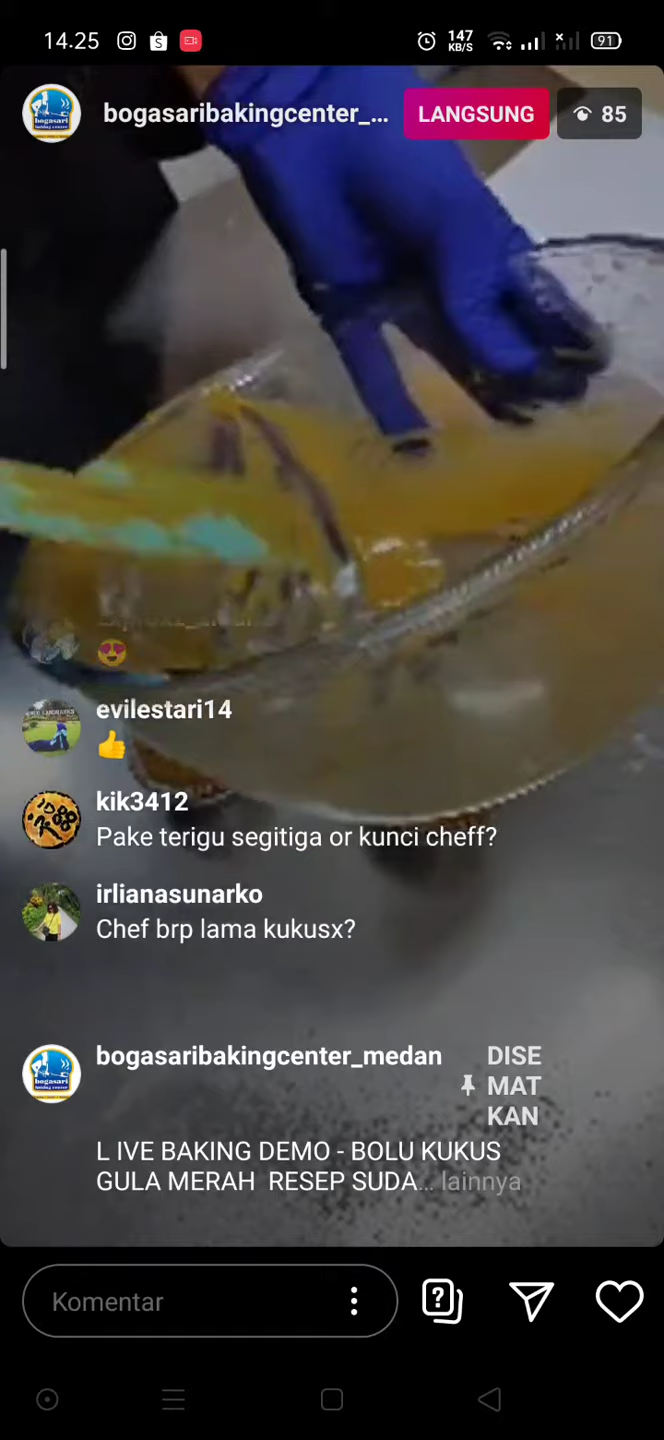 14.25
147
KB/S
91
bogasaribakingcenter_...
LANGSUNG
85
evilestari14
kik3412
Pake terigu segitiga or kunci cheff?
irlianasunarko
Chef brp lama kukusx?
bogasaribakingcenter_medan
DISE
MAT
KAN
L IVE BAKING DEMO - BOLU KUKUS
GULA MERAH RESEP SUDA... lainnya
Komentar